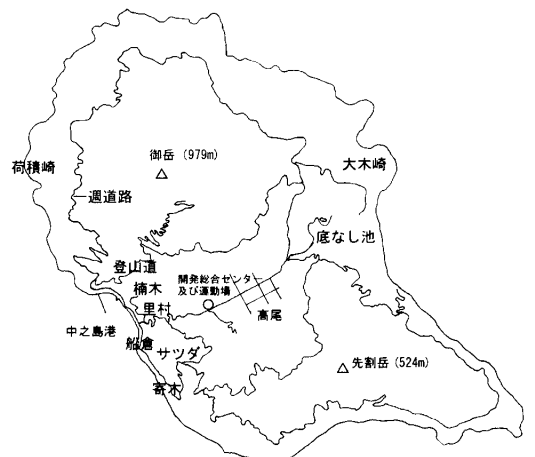 御岳 (979m)
荷積崎
大木崎
一週道路
底なし池
登山道
開発総合センター
及び運動場
楠木
里村
高尾
中之島港
船倉
サツダ
先割岳 (524m)
寄木